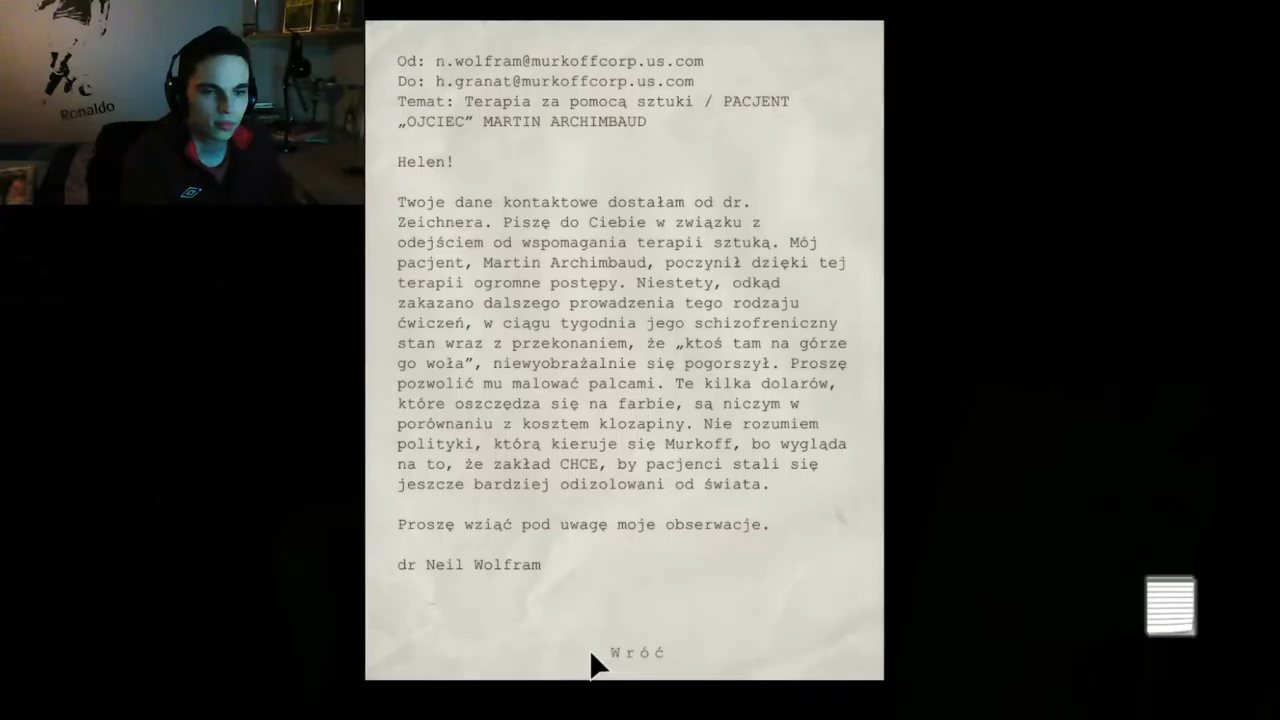 Ronaldo
Od: n.wolfram@murkoffcorp.us.com
Do: h.granat@murkoffcorp.us.com
Temat: Terapia za pomocą sztuki / PACJENT
„OJCIEC” MARTIN ARCHIMBAUD
Helen!
Twoje dane kontaktowe dostałam od dr.
Zeichnera. Piszę do Ciebie w związku z
odejściem od wspomagania terapii sztuką. Mój
pacjent, Martin Archimbaud, poczynił dzięki tej
terapii ogromne postępy. Niestety, odkąd
zakazano dalszego prowadzenia tego rodzaju
ćwiczeń, w ciągu tygodnia jego schizofreniczny
stan wraz z przekonaniem, że „ktoś tam na górze
go woła”, niewyobrażalnie się pogorszył. Proszę
pozwolić mu malować palcami. Te kilka dolarów,
które oszczędza się na farbie, są niczym w
porównaniu z kosztem klozapiny. Nie rozumiem
polityki, którą kieruje się Murkoff, bo wygląda
na to, że zakład CHCE, by pacjenci stali się
jeszcze bardziej odizolowani od świata.
Proszę wziąć pod uwagę moje obserwacje.
dr Neil Wolfram
Wróć